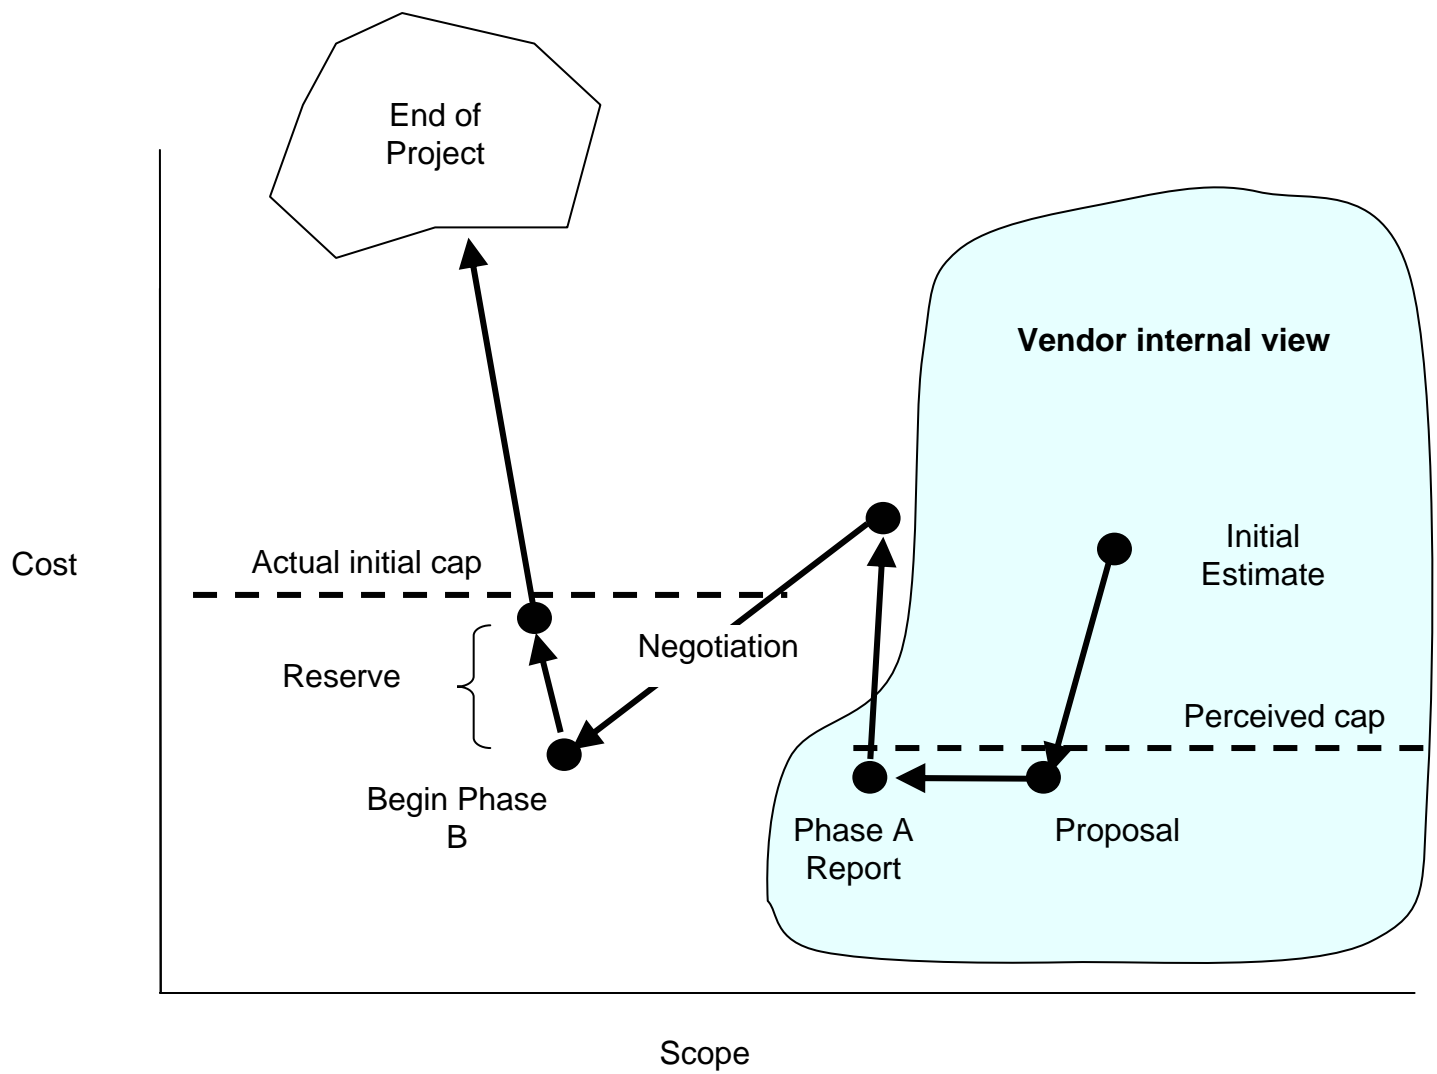 End of
Project
Vendor internal view
Initial
Estimate
Cost
Actual initial cap
Negotiation
Reserve
Perceived cap
Begin Phase
B
Phase A
Report
Proposal
Scope